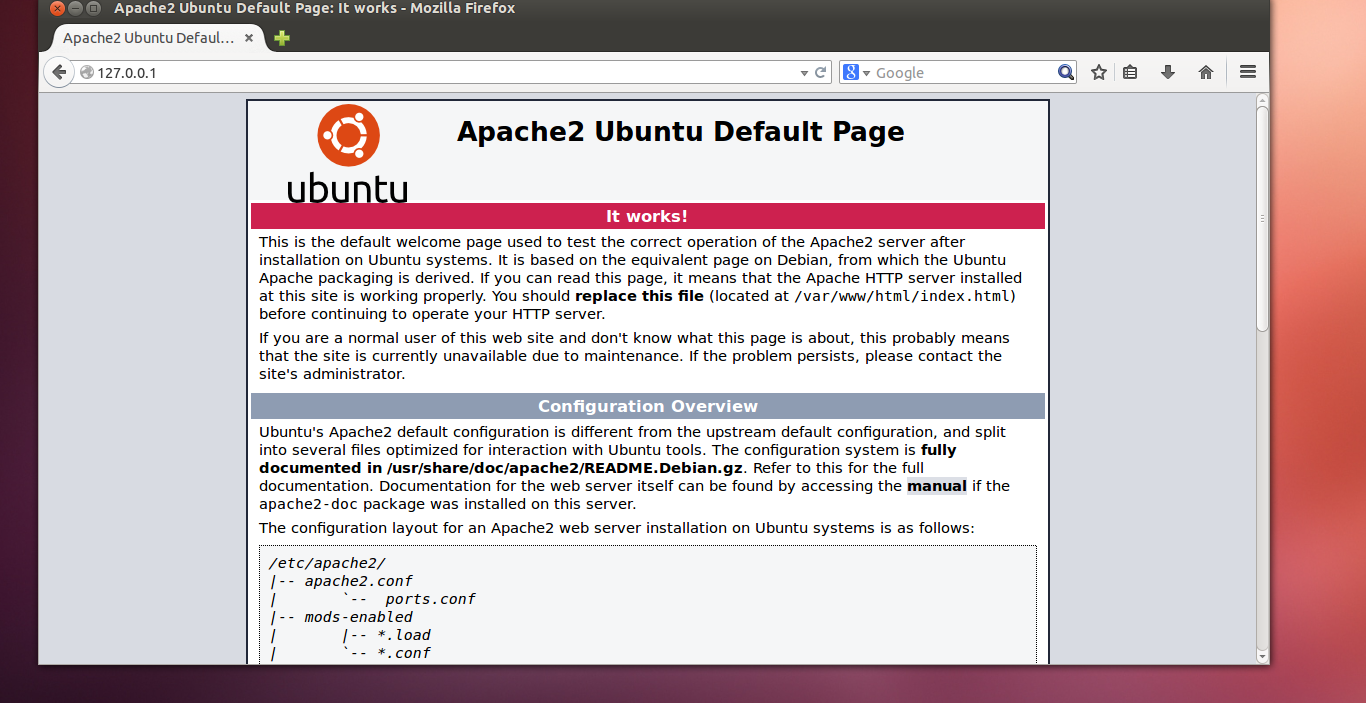 Apache2 Ubuntu Default Page: It works - Mozilla Firefox
Apache2 Ubuntu Defaul...
127.0.0.1
Google
Apache2 Ubuntu Default Page
ubuntu
It works!
This is the default welcome page used to test the correct operation of the Apache2 server after
installation on Ubuntu systems. It is based on the equivalent page on Debian, from which the Ubuntu
Apache packaging is derived. If you can read this page, it means that the Apache HTTP server installed
at this site is working properly. You should replace this file (located at /var/www/html/index.html)
before continuing to operate your HTTP server.
If you are a normal user of this web site and don't know what this page is about, this probably means
that the site is currently unavailable due to maintenance. If the problem persists, please contact the
site's administrator.
Configuration Overview
Ubuntu's Apache2 default configuration is different from the upstream default configuration, and split
into several files optimized for interaction with Ubuntu tools. The configuration system is fully
documented in /usr/share/doc/apache2/README.Debian.gz. Refer to this for the full
documentation. Documentation for the web server itself can be found by accessing the manual if the
apache2-doc package was installed on this server.
The configuration layout for an Apache2 web server installation on Ubuntu systems is as follows:
/etc/apache2/
|-- apache2.conf
|       `--  ports.conf
|-- mods-enabled
|       |-- *.load
|       `-- *.conf